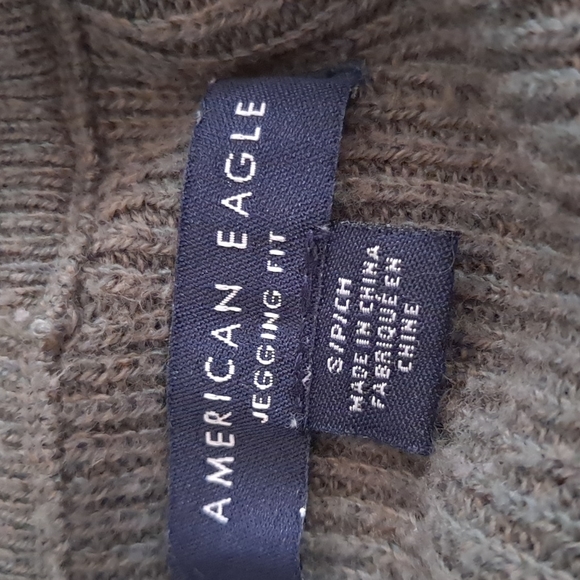 AMERICAN EAGLE
JEGGING FIT
S/P/CH
MADE IN CHINA
FABRIQUÉ EN
CHINE